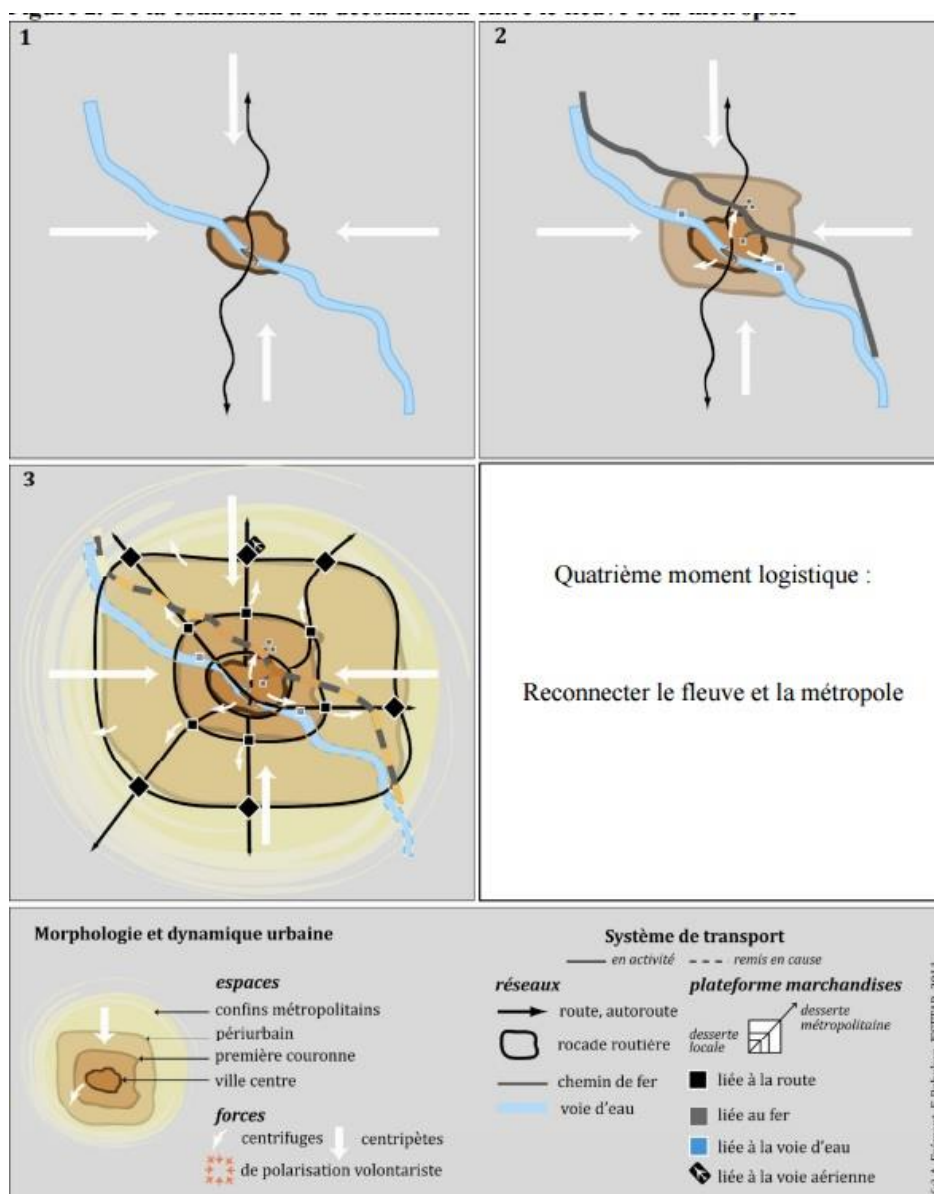 1
2
3
Quatrième moment logistique :
Reconnecter le fleuve et la métropole
Morphologie et dynamique urbaine
espaces
confins métropolitains
périurbain
première couronne
ville centre
forces
centrifuges
centripètes
de polarisation volontariste
Système de transport
en activité
remis en cause
réseaux
route, autoroute
rocade routière
chemin de fer
voie d'eau
plateforme marchandises
desserte
locale
desserte
métropolitaine
liée à la route
liée au fer
liée à la voie d'eau
liée à la voie aérienne